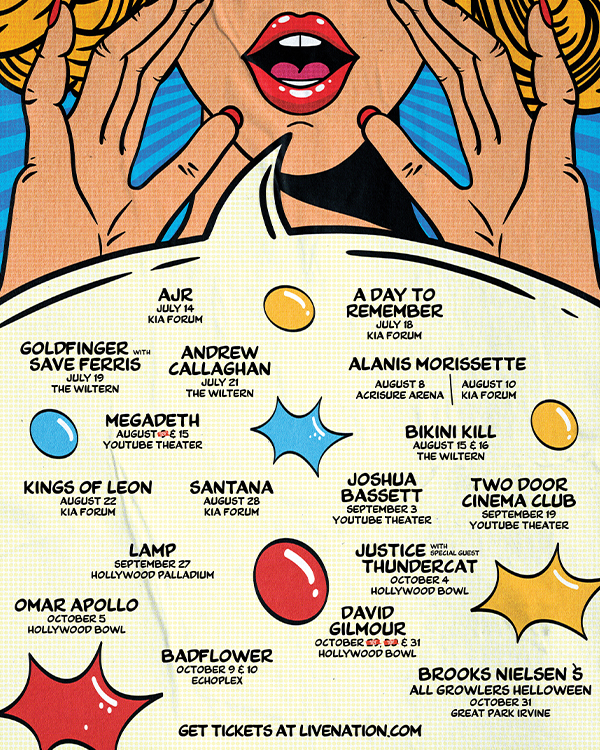 AJR
JULY 14
KIA FORUM
A DAY TO
REMEMBER
JULY 18
KIA FORUM
GOLDFINGER WITH
SAVE FERRIS
JULY 19
THE WILTERN
ANDREW
CALLAGHAN
JULY 21
THE WILTERN
ALANIS MORISSETTE
AUGUST 8
ACRISURE ARENA
AUGUST 10
KIA FORUM
MEGADETH
AUGUST & 15
YOUTUBE THEATER
BIKINI KILL
AUGUST 15 & 16
THE WILTERN
KINGS OF LEON
AUGUST 22
KIA FORUM
SANTANA
AUGUST 28
KIA FORUM
JOSHUA
BASSETT
SEPTEMBER 3
YOUTUBE THEATER
TWO DOOR
CINEMA CLUB
SEPTEMBER 19
YOUTUBE THEATER
LAMP
SEPTEMBER 27
HOLLYWOOD PALLADIUM
JUSTICE WITH SPECIAL GUEST
THUNDERCAT
OCTOBER 4
HOLLYWOOD BOWL
OMAR APOLLO
OCTOBER 5
HOLLYWOOD BOWL
DAVID
GILMOUR
OCTOBER & 31
HOLLYWOOD BOWL
BADFLOWER
OCTOBER 9 & 10
ECHOPLEX
BROOKS NIELSEN'S
ALL GROWLERS HELLOWEEN
OCTOBER 31
GREAT PARK IRVINE
GET TICKETS AT LIVENATION.COM